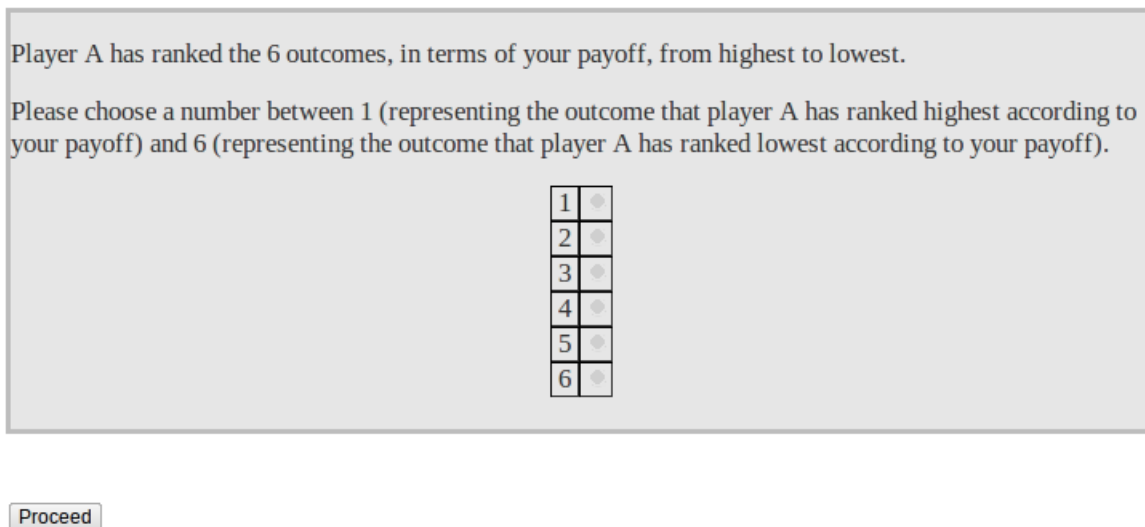 Player A has ranked the 6 outcomes, in terms of your payoff, from highest to lowest.
Please choose a number between 1 (representing the outcome that player A has ranked highest according to
your payoff) and 6 (representing the outcome that player A has ranked lowest according to your payoff).
1
2
3
4
5
6
Proceed